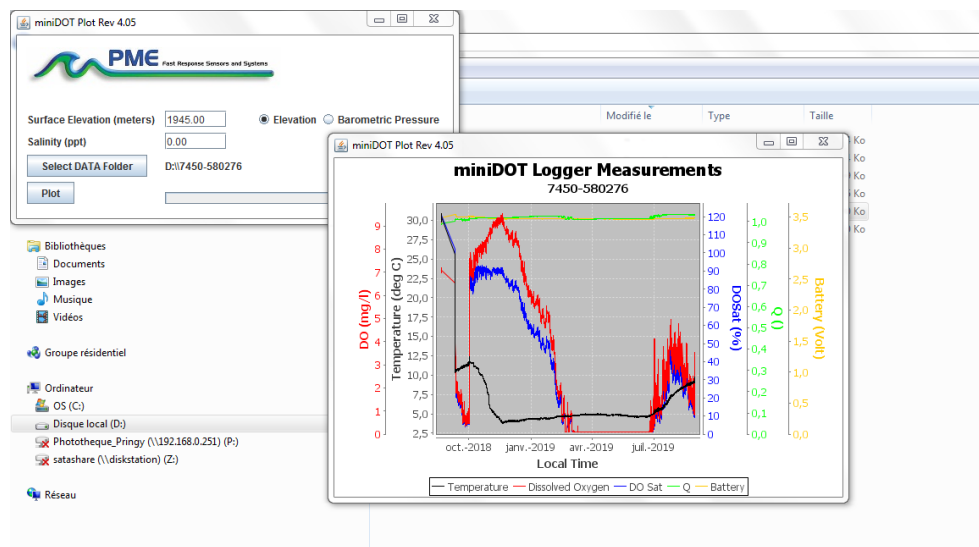 miniDOT Plot Rev 4.05
PME Fast Response Sensors and Systems
Surface Elevation (meters) 1945.00 Elevation Barometric Pressure
Salinity (ppt) 0.00
Select DATA Folder D:\\7450-580276
Plot
Modifié le Type Taille
Ko
Ko
Ko
Ko
Ko
Ko
Bibliothèques
Documents
Images
Musique
Vidéos
Groupe résidentiel
Ordinateur
OS (C:)
Disque local (D:)
Phototheque_Pringy (\\192.168.0.251) (P:)
satashare (\\diskstation) (Z:)
Réseau
miniDOT Plot Rev 4.05
miniDOT Logger Measurements
7450-580276
DO (mg/l)
9
8
7
6
5
4
3
2
1
0
Temperature (deg C)
30,0
27,5
25,0
22,5
20,0
17,5
15,0
12,5
10,0
7,5
5,0
2,5
120
110
100
90
80
70
60
50
40
30
20
10
0
DOSat (%)
1,0
0,9
0,8
0,7
0,6
0,5
0,4
0,3
0,2
0,1
0,0
Q ()
3,5
3,0
2,5
2,0
1,5
1,0
0,5
0,0
Battery (Volt)
oct.-2018 janv.-2019 avr.-2019 juil.-2019
Local Time
Temperature Dissolved Oxygen DO Sat Q Battery